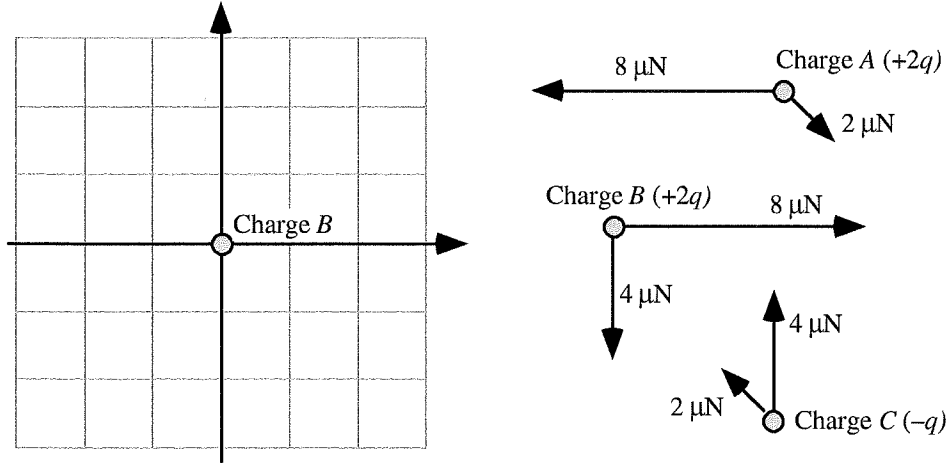 Charge B
Charge A (+2q)
8 μN
2 μN
Charge B (+2q)
8 μN
4 μN
4 μN
2 μN
Charge C (–q)